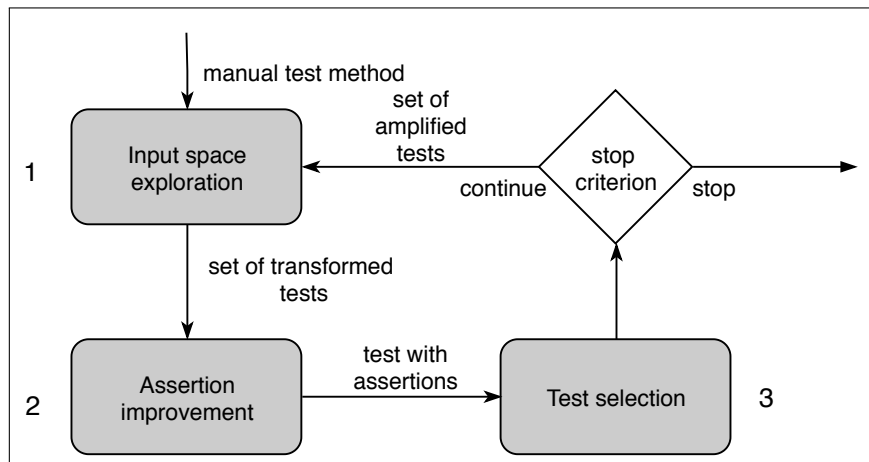 manual test method
set of
amplified
tests
1
Input space
exploration
continue
stop
criterion
stop
set of transformed
tests
2
Assertion
improvement
test with
assertions
Test selection
3